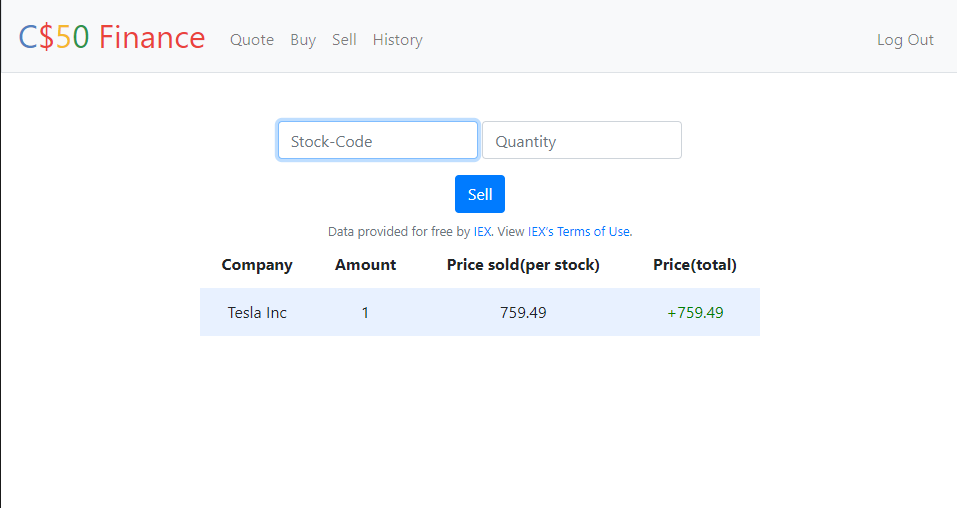 C$50 Finance Quote Buy Sell History Log Out
Stock-Code Quantity
Sell
Data provided for free by IEX. View IEX's Terms of Use.
Company Amount Price sold(per stock) Price(total)
Tesla Inc 1 759.49 +759.49